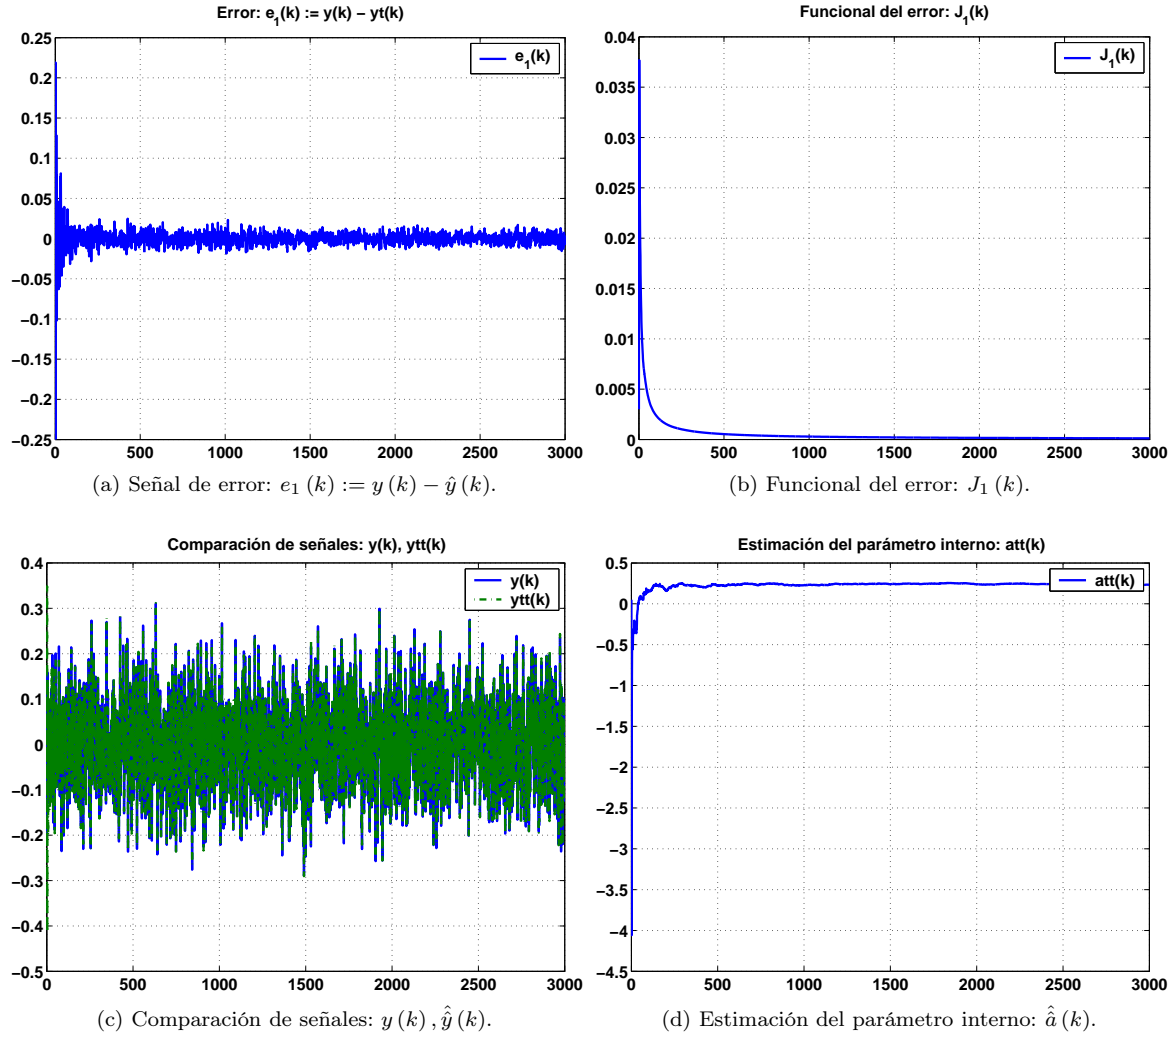 Error: e1(k) := y(k) − yt(k)
e1(k)
0.25
0.2
0.15
0.1
0.05
0
−0.05
−0.1
−0.15
−0.2
−0.25
0 500 1000 1500 2000 2500 3000
(a) Señal de error: e1 (k) := y (k) − ŷ (k).
Funcional del error: J1(k)
J1(k)
0.04
0.035
0.03
0.025
0.02
0.015
0.01
0.005
0
0 500 1000 1500 2000 2500 3000
(b) Funcional del error: J1 (k).
Comparación de señales: y(k), ytt(k)
y(k)
ytt(k)
0.4
0.3
0.2
0.1
0
−0.1
−0.2
−0.3
−0.4
−0.5
0 500 1000 1500 2000 2500 3000
(c) Comparación de señales: y (k) , ŷ̂ (k).
Estimación del parámetro interno: att(k)
att(k)
0.5
0
−0.5
−1
−1.5
−2
−2.5
−3
−3.5
−4
−4.5
0 500 1000 1500 2000 2500 3000
(d) Estimación del parámetro interno: â̂ (k).